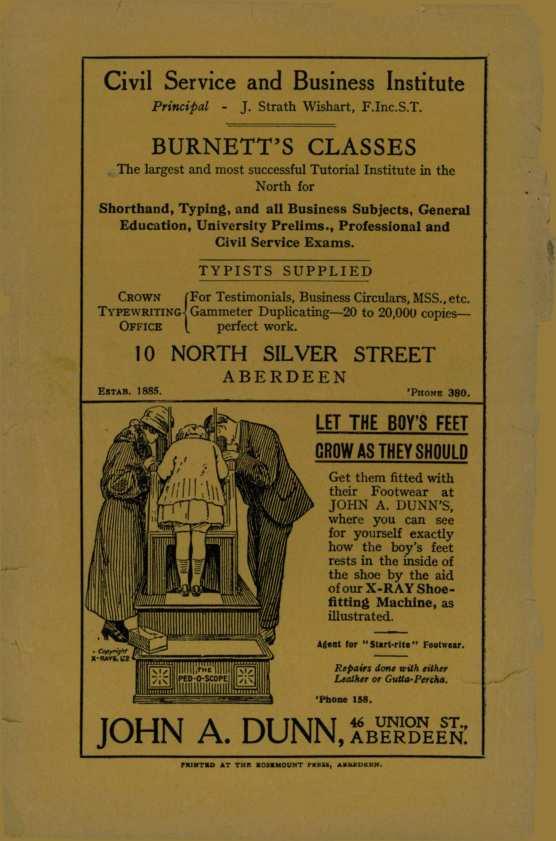 Civil Service and Business Institute
Principal - J. Strath Wishart, F.Inc.S.T.
BURNETT'S CLASSES
The largest and most successful Tutorial Institute in the
North for
Shorthand, Typing, and all Business Subjects, General
Education, University Prelims., Professional and
Civil Service Exams.
TYPISTS SUPPLIED
CROWN
TYPEWRITING
OFFICE
For Testimonials, Business Circulars, MSS., etc.
Gammeter Duplicating—20 to 20,000 copies—
perfect work.
10 NORTH SILVER STREET
ABERDEEN
ESTAB. 1885.
'PHONE 380.
LET THE BOY'S FEET
GROW AS THEY SHOULD
Get them fitted with
their Footwear at
JOHN A. DUNN'S,
where you can see
for yourself exactly
how the boy's feet
rests in the inside of
the shoe by the aid
of our X-RAY Shoe-
fitting Machine, as
illustrated.
Agent for "Start-rite" Footwear.
Repairs done with either
Leather or Gutta-Percha.
'Phone 158.
Copyright
X-RAYS, LTD
THE
PED-O-SCOPE
JOHN A. DUNN, 46 UNION ST.,
ABERDEEN.
PRINTED AT THE ROSEMOUNT PRESS, ABERDEEN.